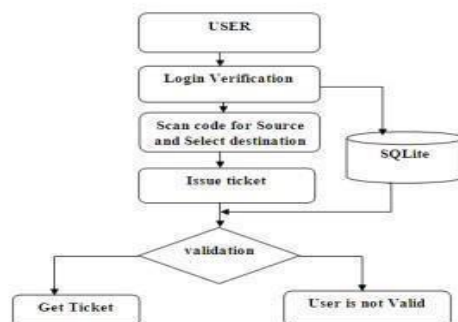 USER
Login Verification
Scan code for Source
and Select destination
SQLite
Issue ticket
validation
Get Ticket
User is not Valid